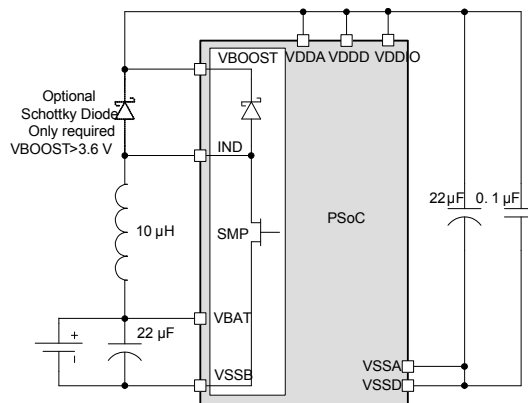 VBOOST
VDDA
VDDD
VDDIO
Optional
Schottky Diode
Only required
VBOOST>3.6 V
IND
22 µF
0. 1 µF
PSoC
10 µH
SMP
VBAT
22 µF
+
-
VSSA
VSSB
VSSD